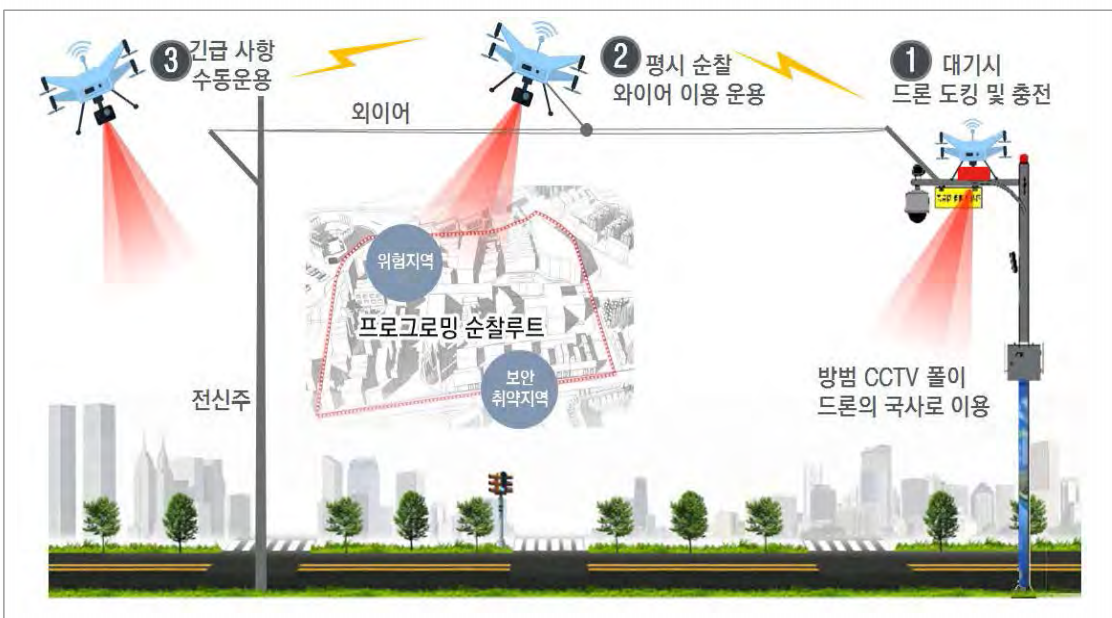 3 긴급 사항
수동운용
2 평시 순찰
와이어 이용 운용
1 대기시
드론 도킹 및 충전
외이어
위험지역
프로그로밍 순찰루트
보안
취약지역
전신주
방범 CCTV 폴이
드론의 국사로 이용